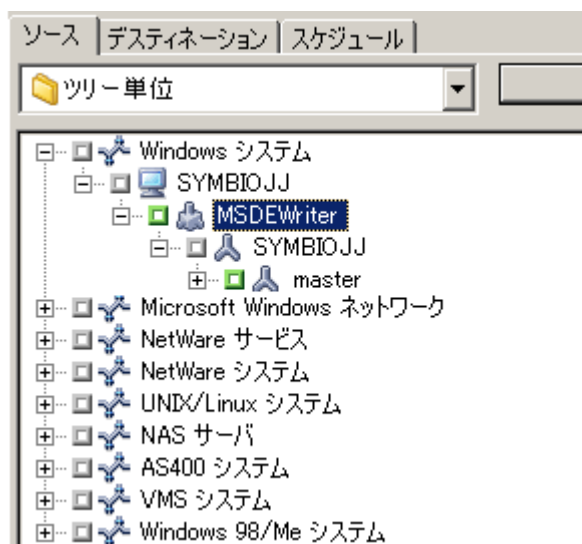 ソース デスティネーション スケジュール
ツリー単位
Windows システム
SYMBIOJJ
MSDEWriter
SYMBIOJJ
master
Microsoft Windows ネットワーク
NetWare サービス
NetWare システム
UNIX/Linux システム
NAS サーバ
AS400 システム
VMS システム
Windows 98/Me システム